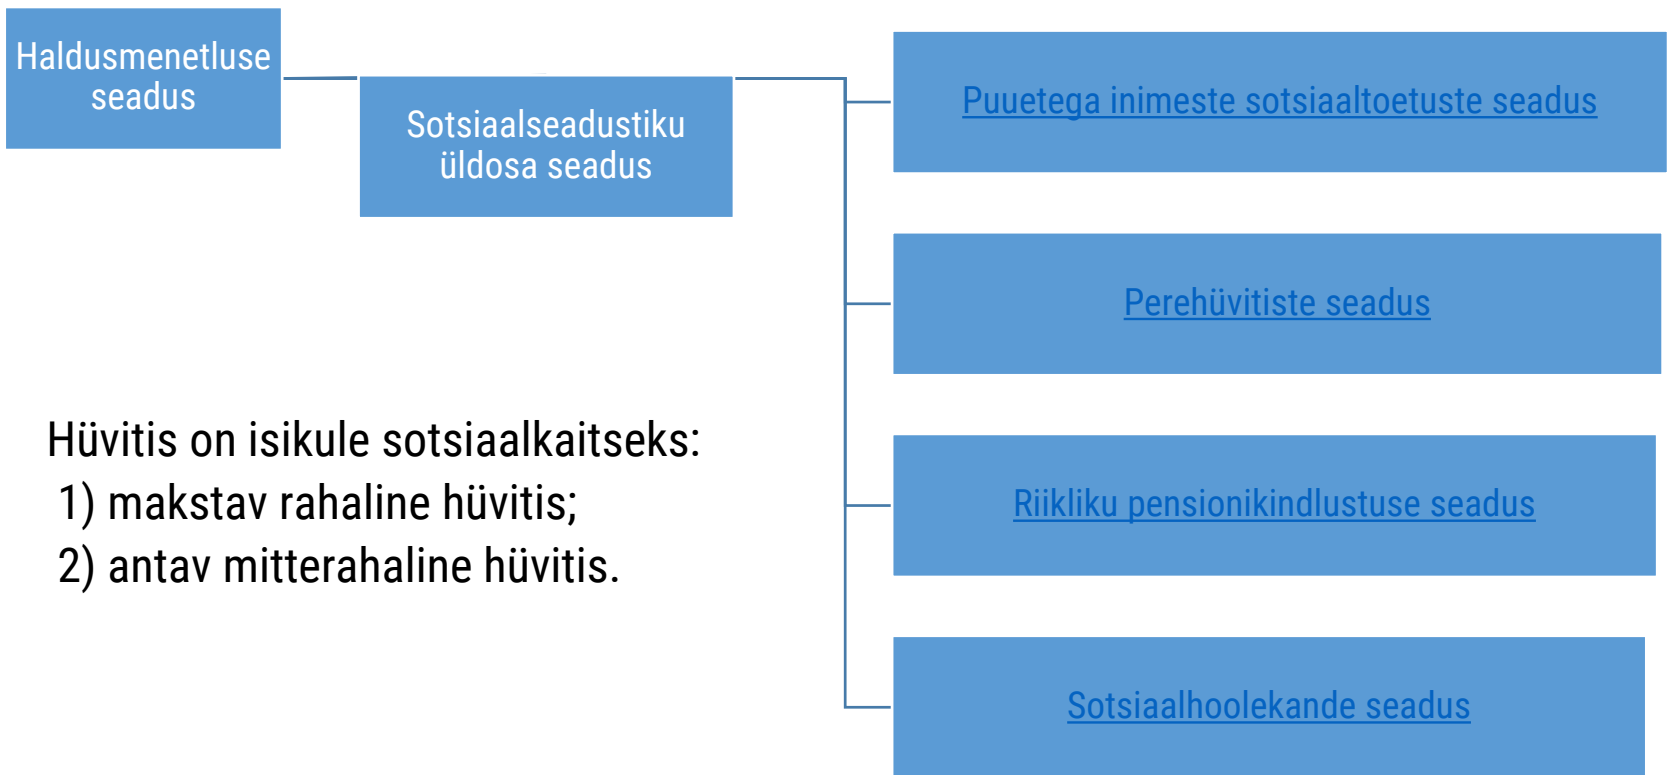 Haldusmenetluse
seadus
Sotsiaalseadustiku
üldosa seadus
Puuetega inimeste sotsiaaltoetuste seadus
Perehüvitiste seadus
Riikliku pensionikindlustuse seadus
Sotsiaalhoolekande seadus
Hüvitis on isikule sotsiaalkaitseks:
1) makstav rahaline hüvitis;
2) antav mitterahaline hüvitis.